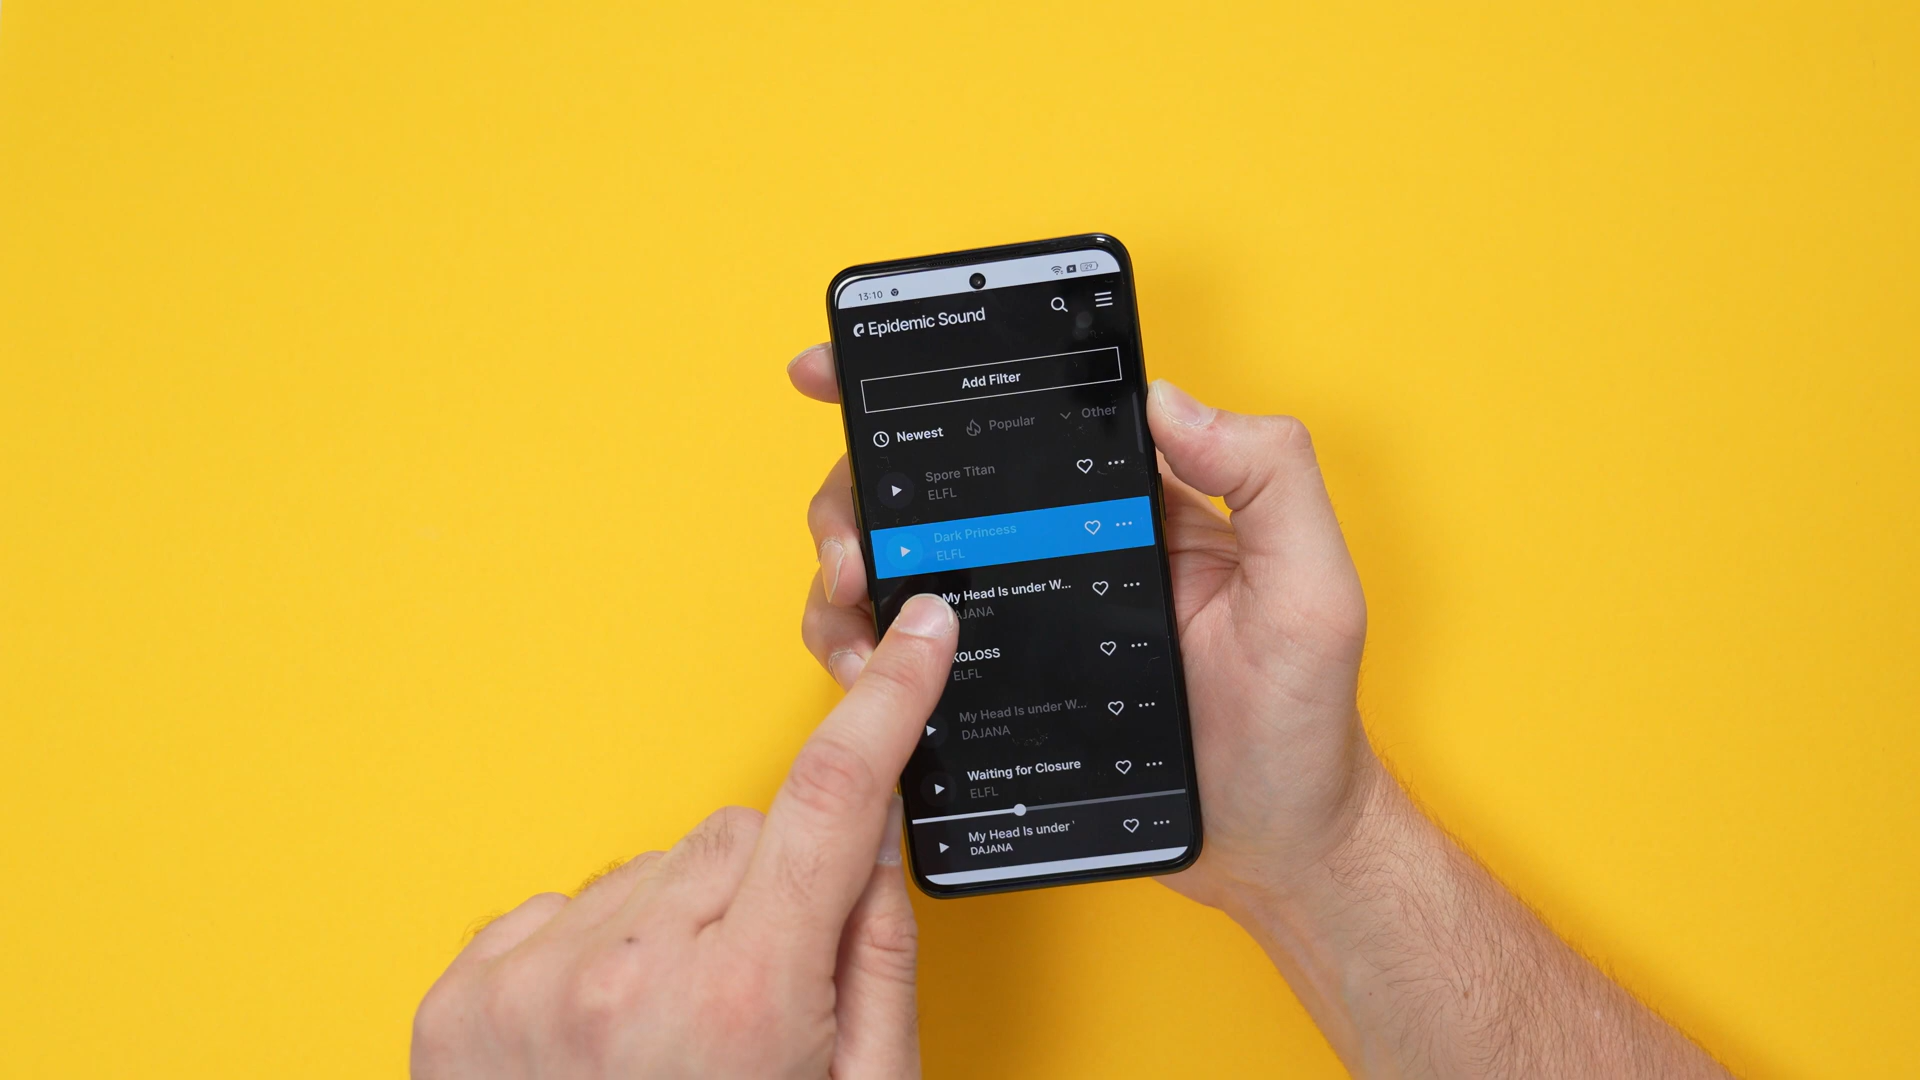 13:10
Epidemic Sound
Add Filter
Newest Popular Other
Spore Titan
ELFL
Dark Princess
ELFL
My Head Is under W...
DAJANA
KOLOSS
ELFL
My Head Is under W...
DAJANA
Waiting for Closure
ELFL
My Head Is under
DAJANA